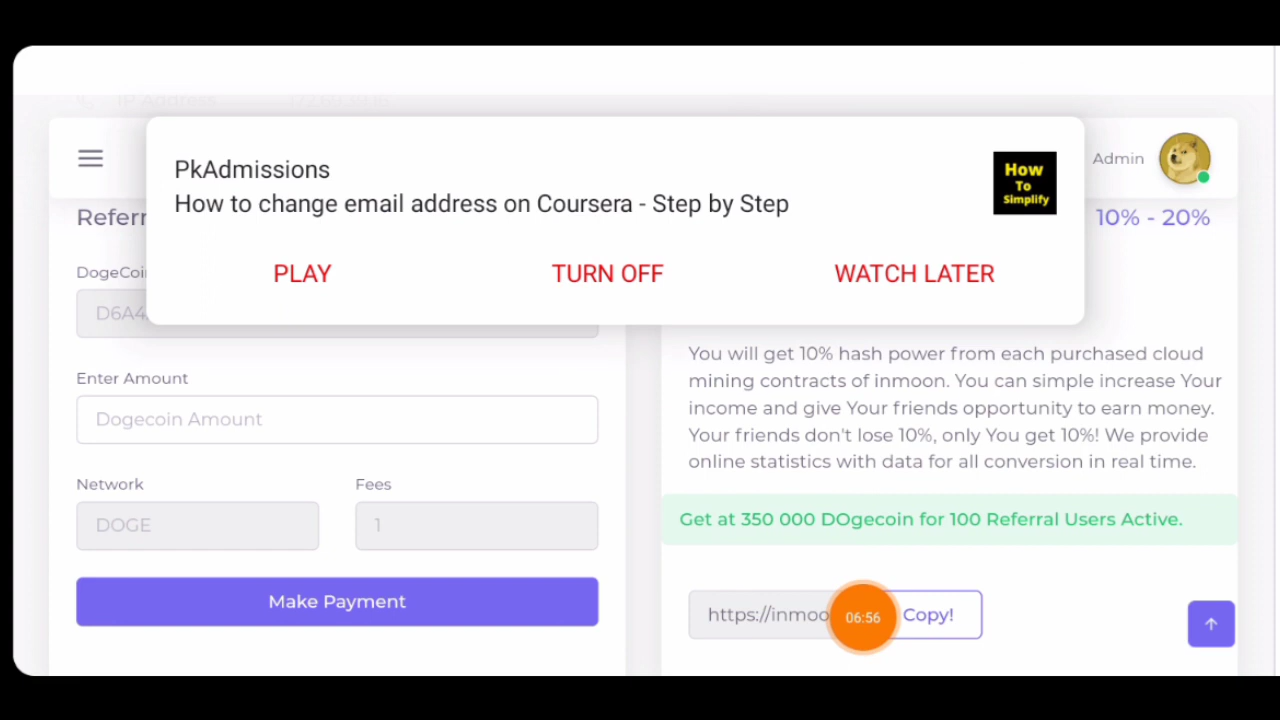 IP Address
PkAdmissions
How to change email address on Coursera - Step by Step
How
To
Simplify
PLAY
TURN OFF
WATCH LATER
Admin
Referr
10% - 20%
DogeCoi
D6A4
Enter Amount
Dogecoin Amount
Network
Fees
DOGE
1
Make Payment
You will get 10% hash power from each purchased cloud
mining contracts of inmoon. You can simple increase Your
income and give Your friends opportunity to earn money.
Your friends don't lose 10%, only You get 10%! We provide
online statistics with data for all conversion in real time.
Get at 350 000 DOgecoin for 100 Referral Users Active.
https://inmoo
06:56
Copy!